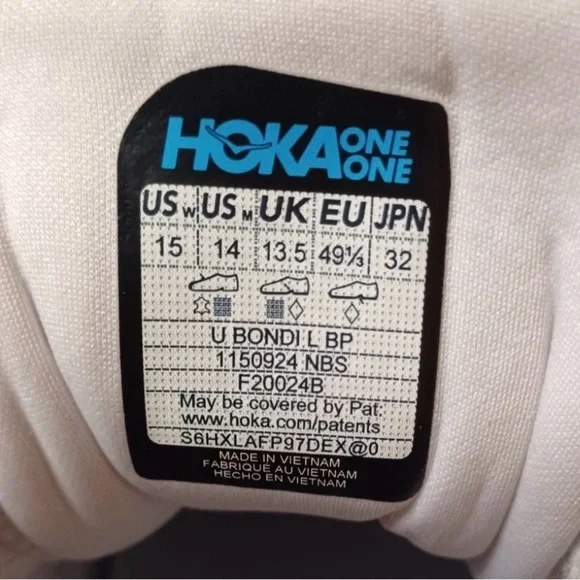 HOKA ONE ONE
US W US M UK EU JPN
15 14 13.5 49⅓ 32
U BONDI L BP
1150924 NBS
F20024B
May be covered by Pat:
www.hoka.com/patents
S6HXLAFP97DEX@0
MADE IN VIETNAM
FABRIQUÉ AU VIETNAM
HECHO EN VIETNAM